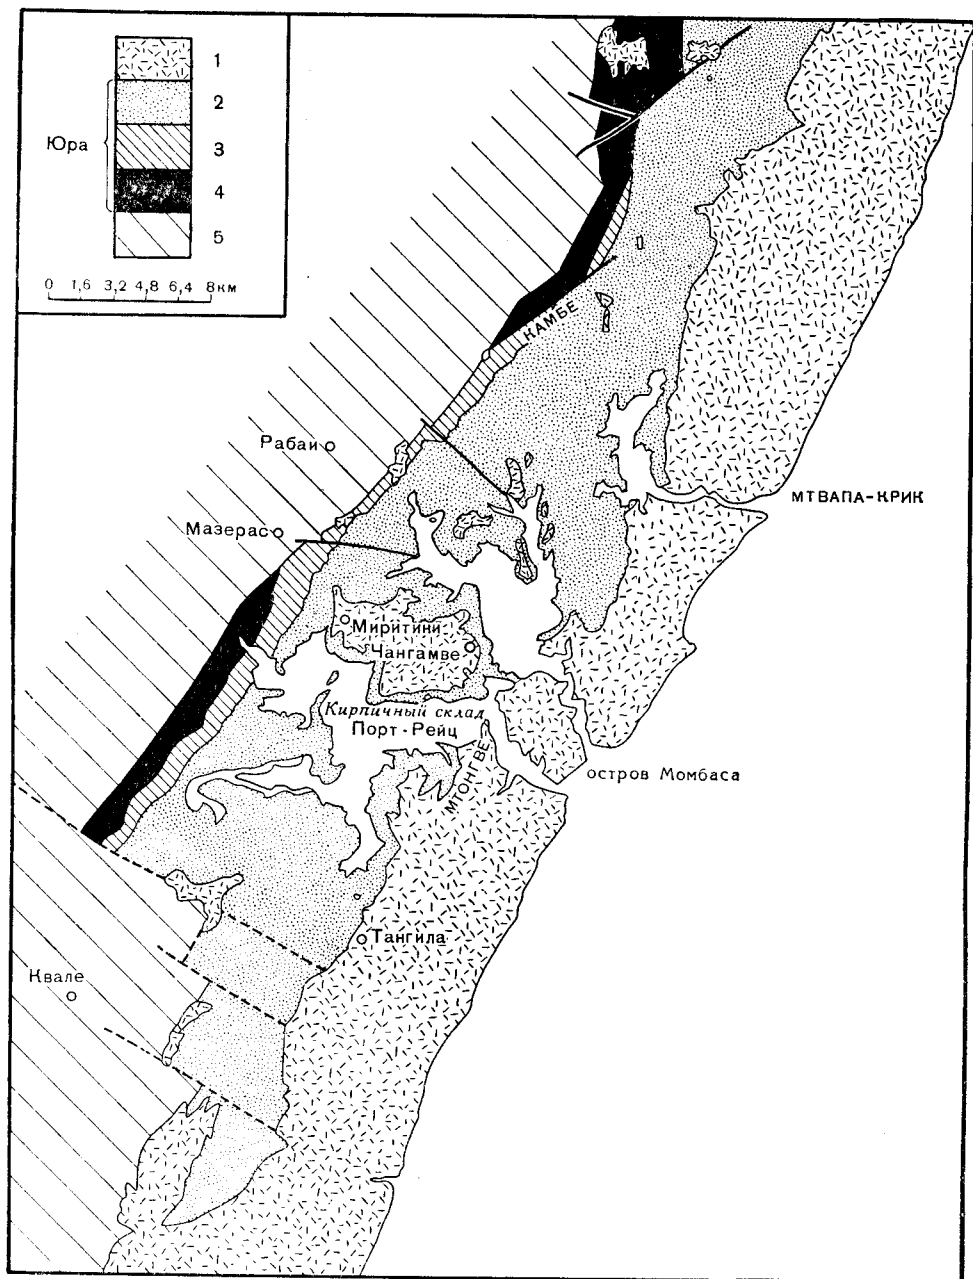 1
2
Юра 3
4
5
0 1,6 3,2 4,8 6,4 8км
КАМБЕ
Рабаи
МТВАПА-КРИК
Мазерас
Миритини
Чангамве
Кирпичный склад
Порт-Рейц
МТОНГВЕ
остров Момбаса
Тангила
Квале